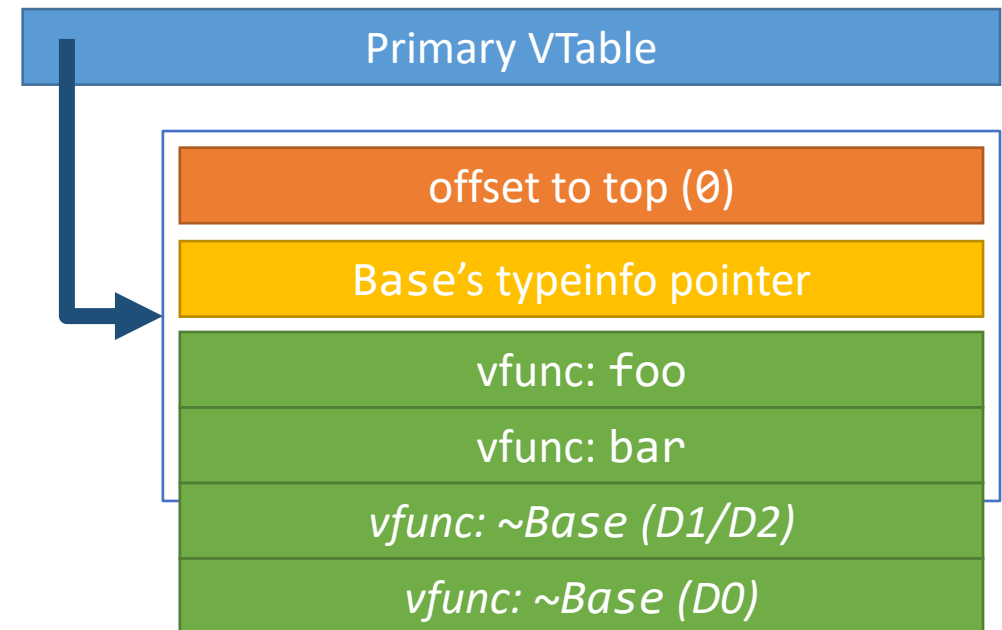 Primary VTable
offset to top (0)
Base’s typeinfo pointer
vfunc: foo
vfunc: bar
vfunc: ~Base (D1/D2)
vfunc: ~Base (D0)